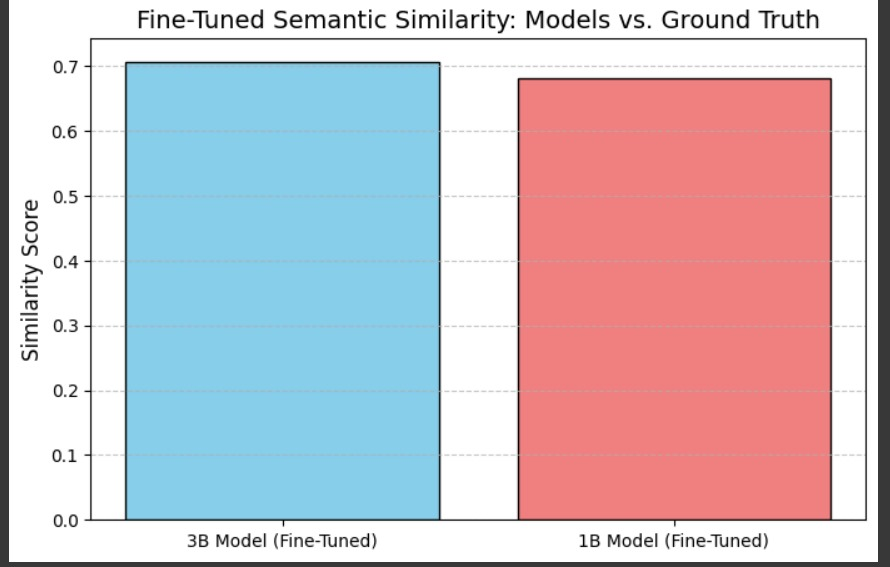 Fine-Tuned Semantic Similarity: Models vs. Ground Truth
Similarity Score
0.7
0.6
0.5
0.4
0.3
0.2
0.1
0.0
3B Model (Fine-Tuned) 1B Model (Fine-Tuned)